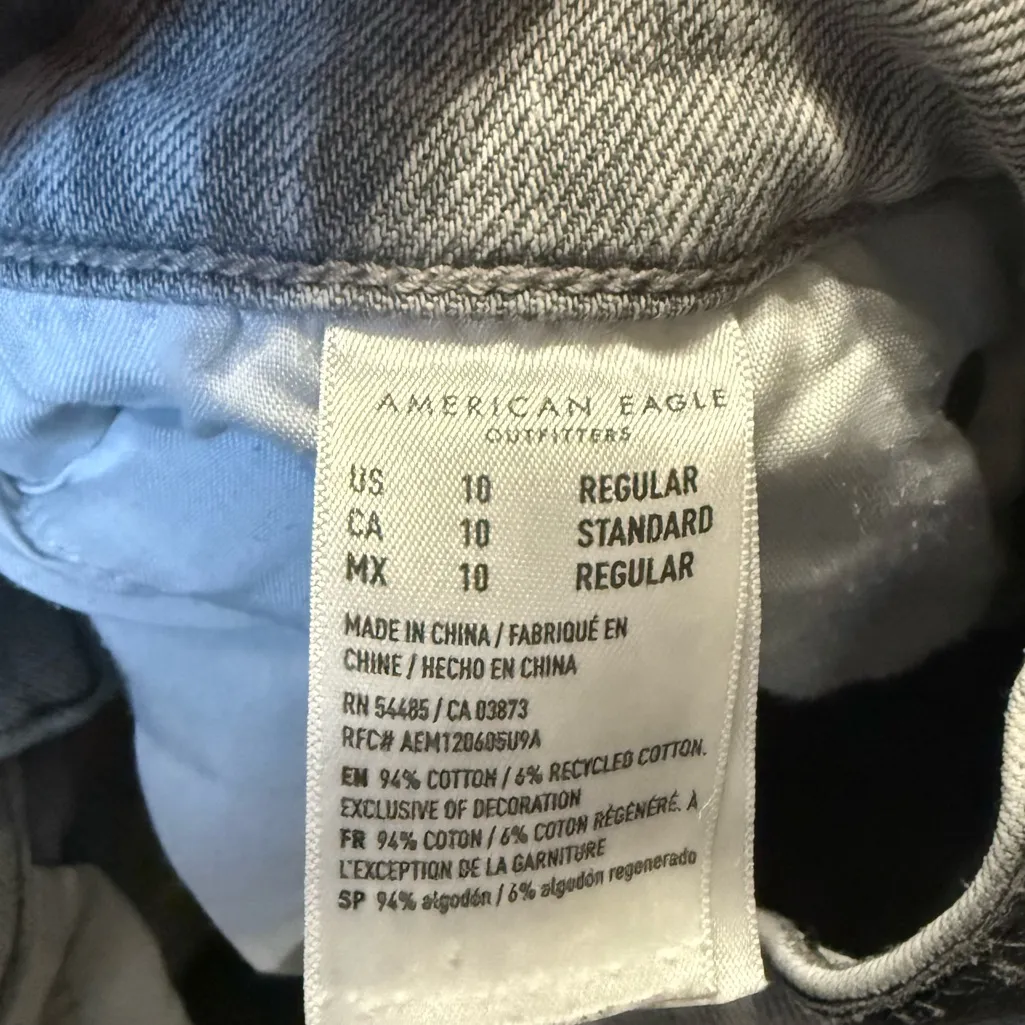 AMERICAN EAGLE
OUTFITTERS
US 10 REGULAR
CA 10 STANDARD
MX 10 REGULAR
MADE IN CHINA / FABRIQUÉ EN
CHINE / HECHO EN CHINA
RN 54485 / CA 03873
RFC# AEM120605U9A
EN 94% COTTON / 6% RECYCLED COTTON.
EXCLUSIVE OF DECORATION
FR 94% COTON / 6% COTON RÉGÉNÉRÉ. À
L'EXCEPTION DE LA GARNITURE
SP 94% algodón / 6% algodón regenerado